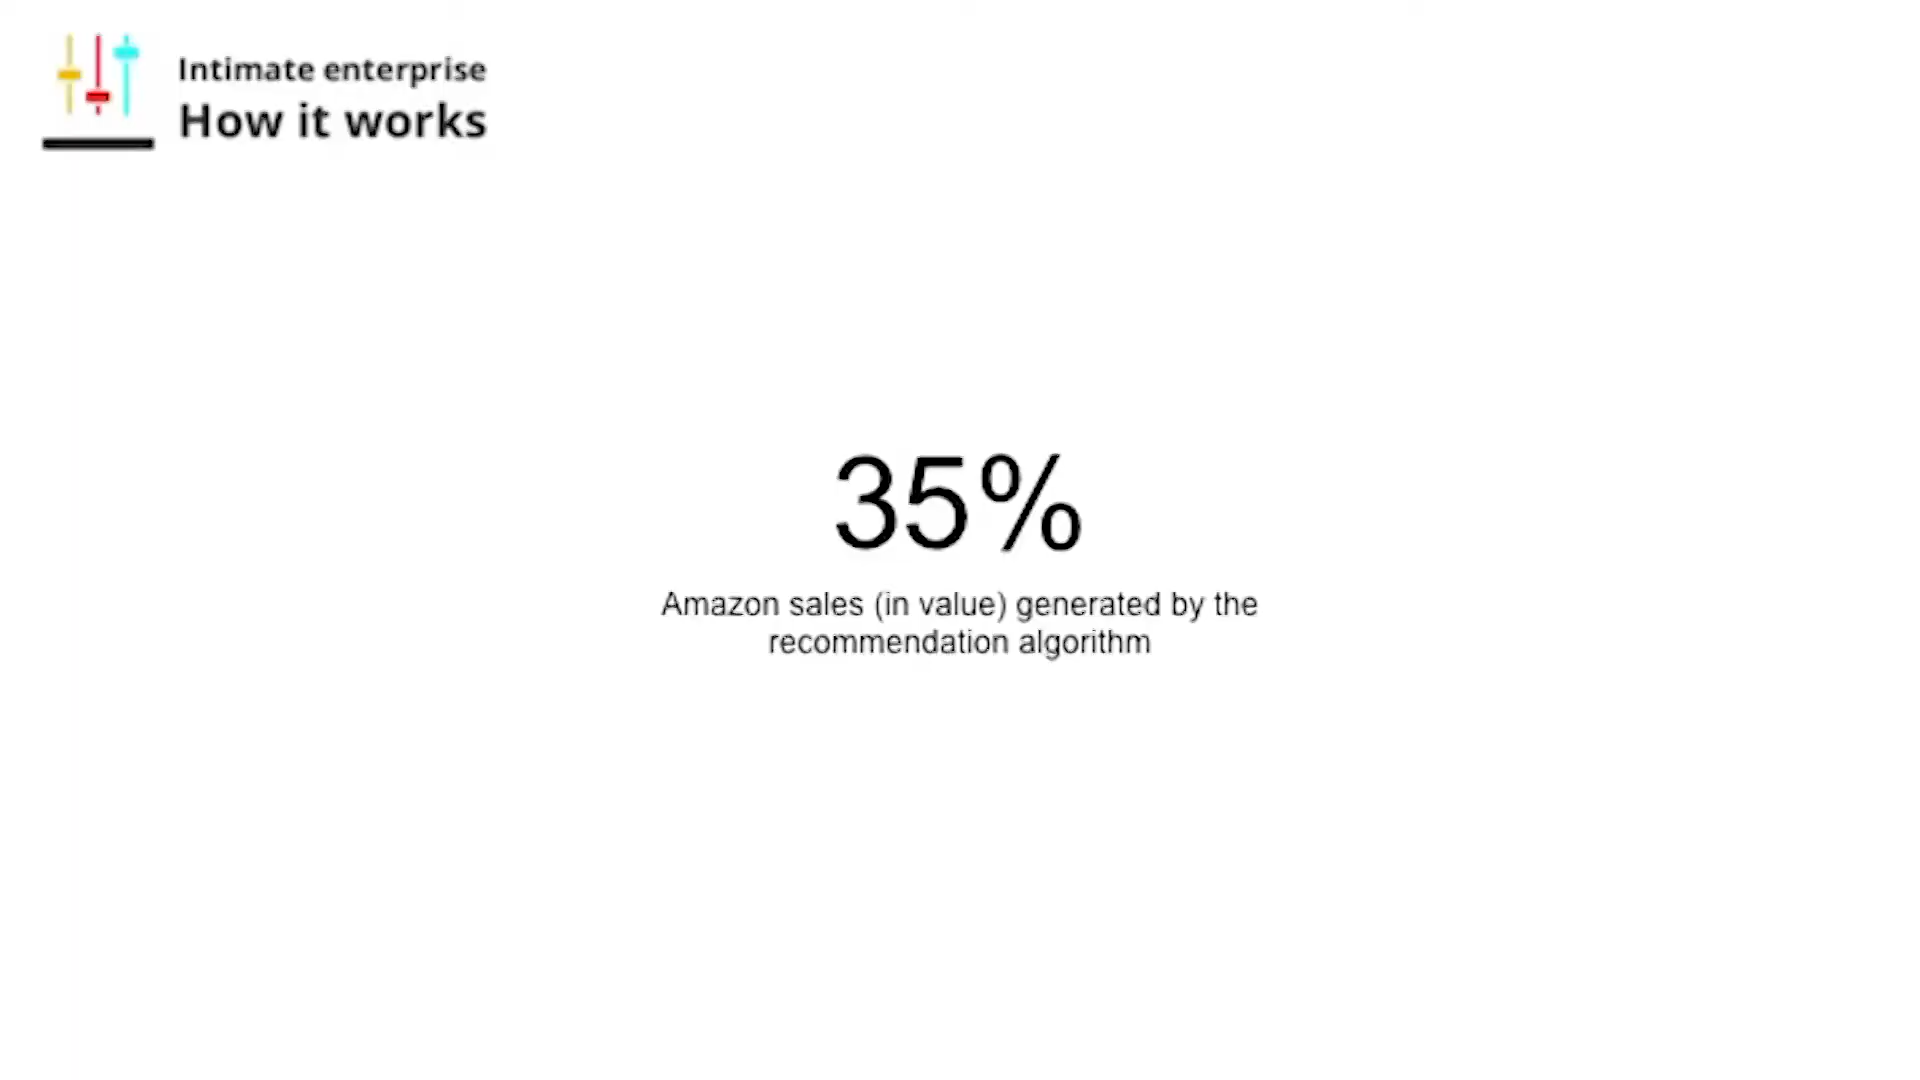 Intimate enterprise
How it works
35%
Amazon sales (in value) generated by the
recommendation algorithm